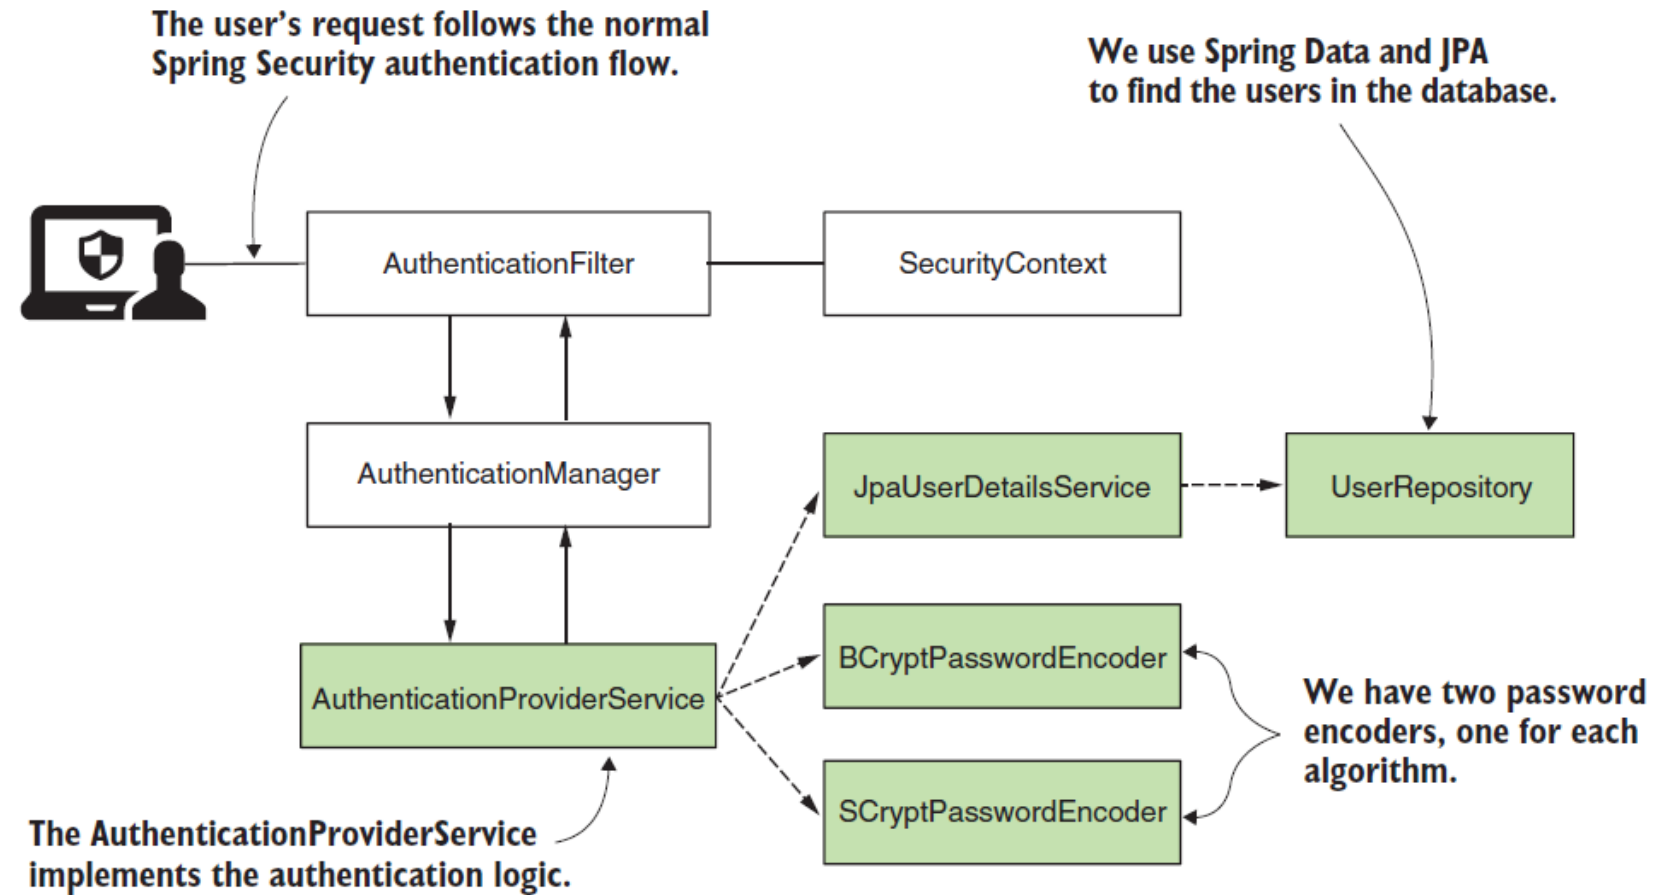 The user's request follows the normal
Spring Security authentication flow.
We use Spring Data and JPA
to find the users in the database.
AuthenticationFilter
SecurityContext
AuthenticationManager
JpaUserDetailsService
UserRepository
AuthenticationProviderService
BCryptPasswordEncoder
SCryptPasswordEncoder
We have two password
encoders, one for each
algorithm.
The AuthenticationProviderService
implements the authentication logic.